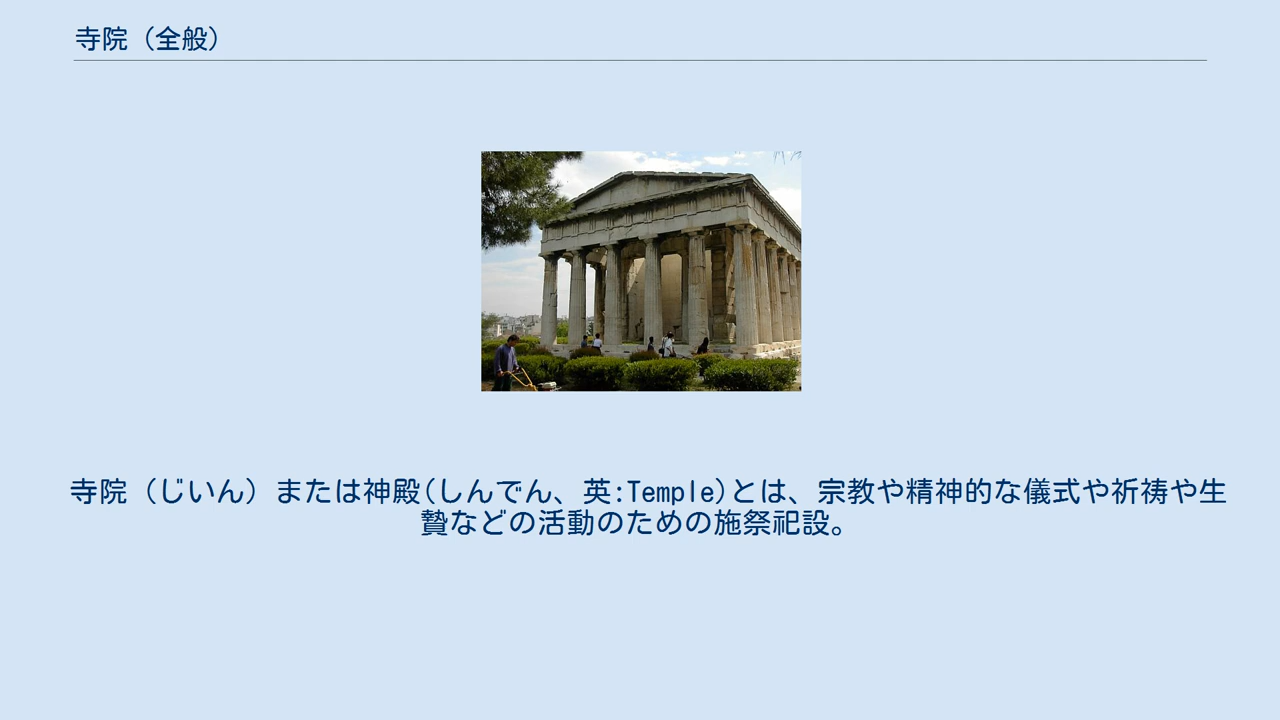 寺院（全般）
寺院（じいん）または神殿(しんでん、英:Temple)とは、宗教や精神的な儀式や祈祷や生
贄などの活動のための施祭祀設。